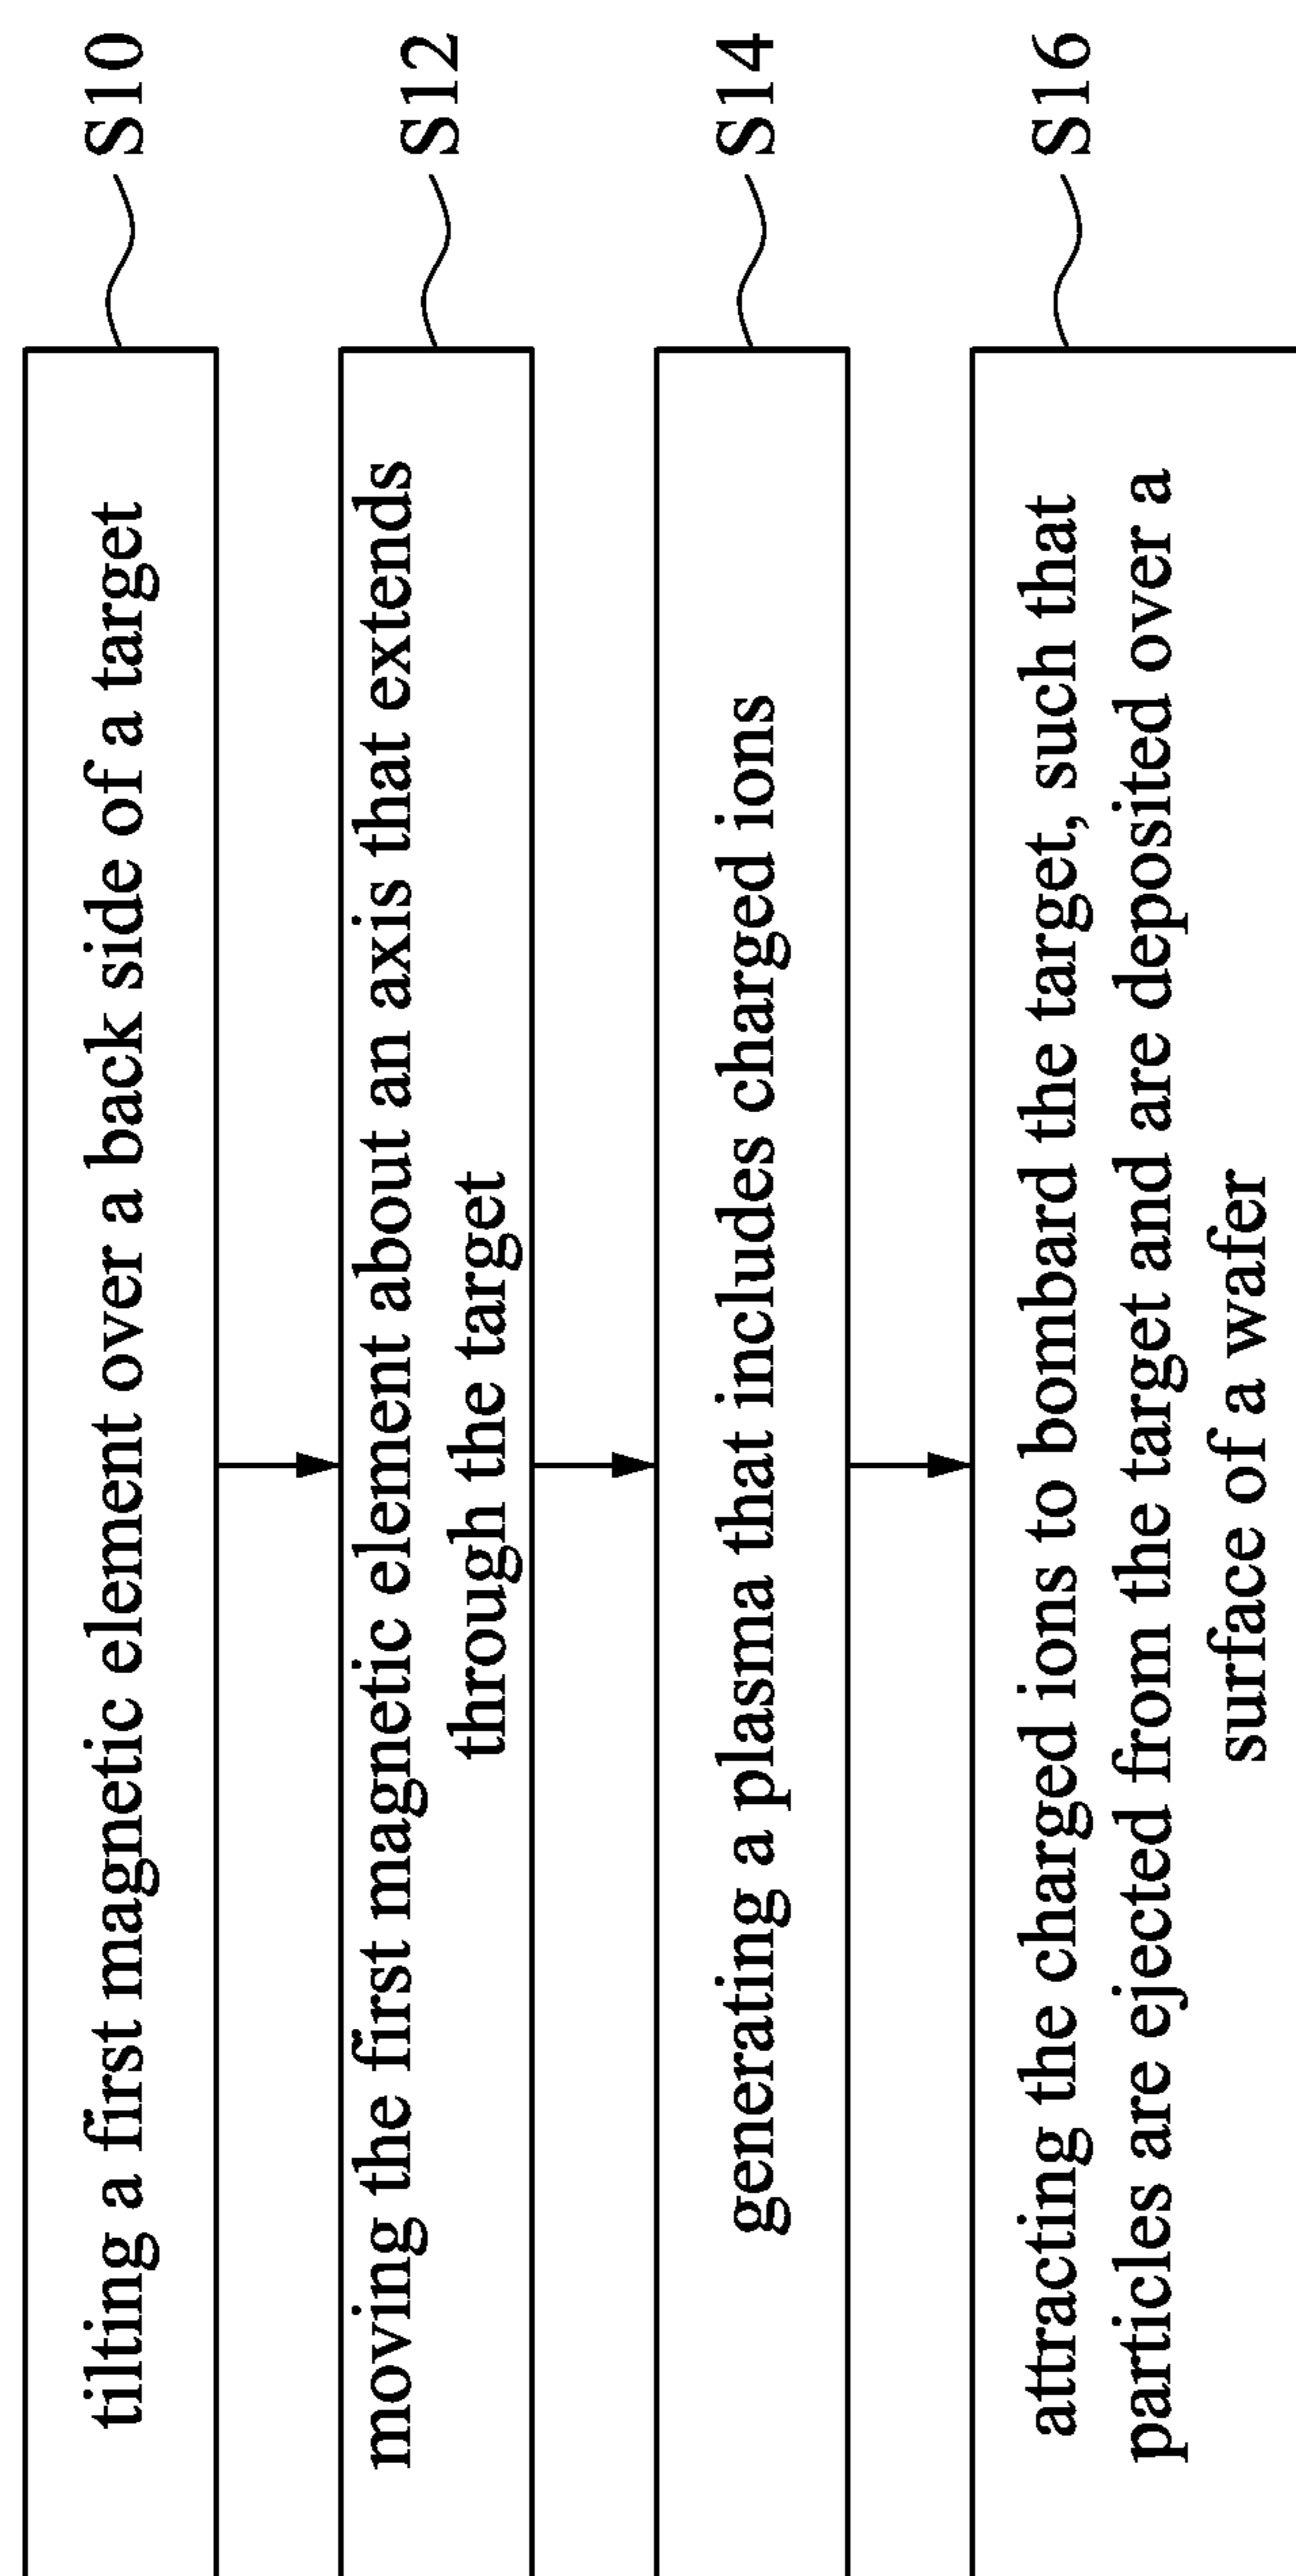 tilting a first magnetic element over a back side of a target
S10
moving the first magnetic element about an axis that extends
through the target
S12
generating a plasma that includes charged ions
S14
attracting the charged ions to bombard the target, such that
particles are ejected from the target and are deposited over a
surface of a wafer
S16